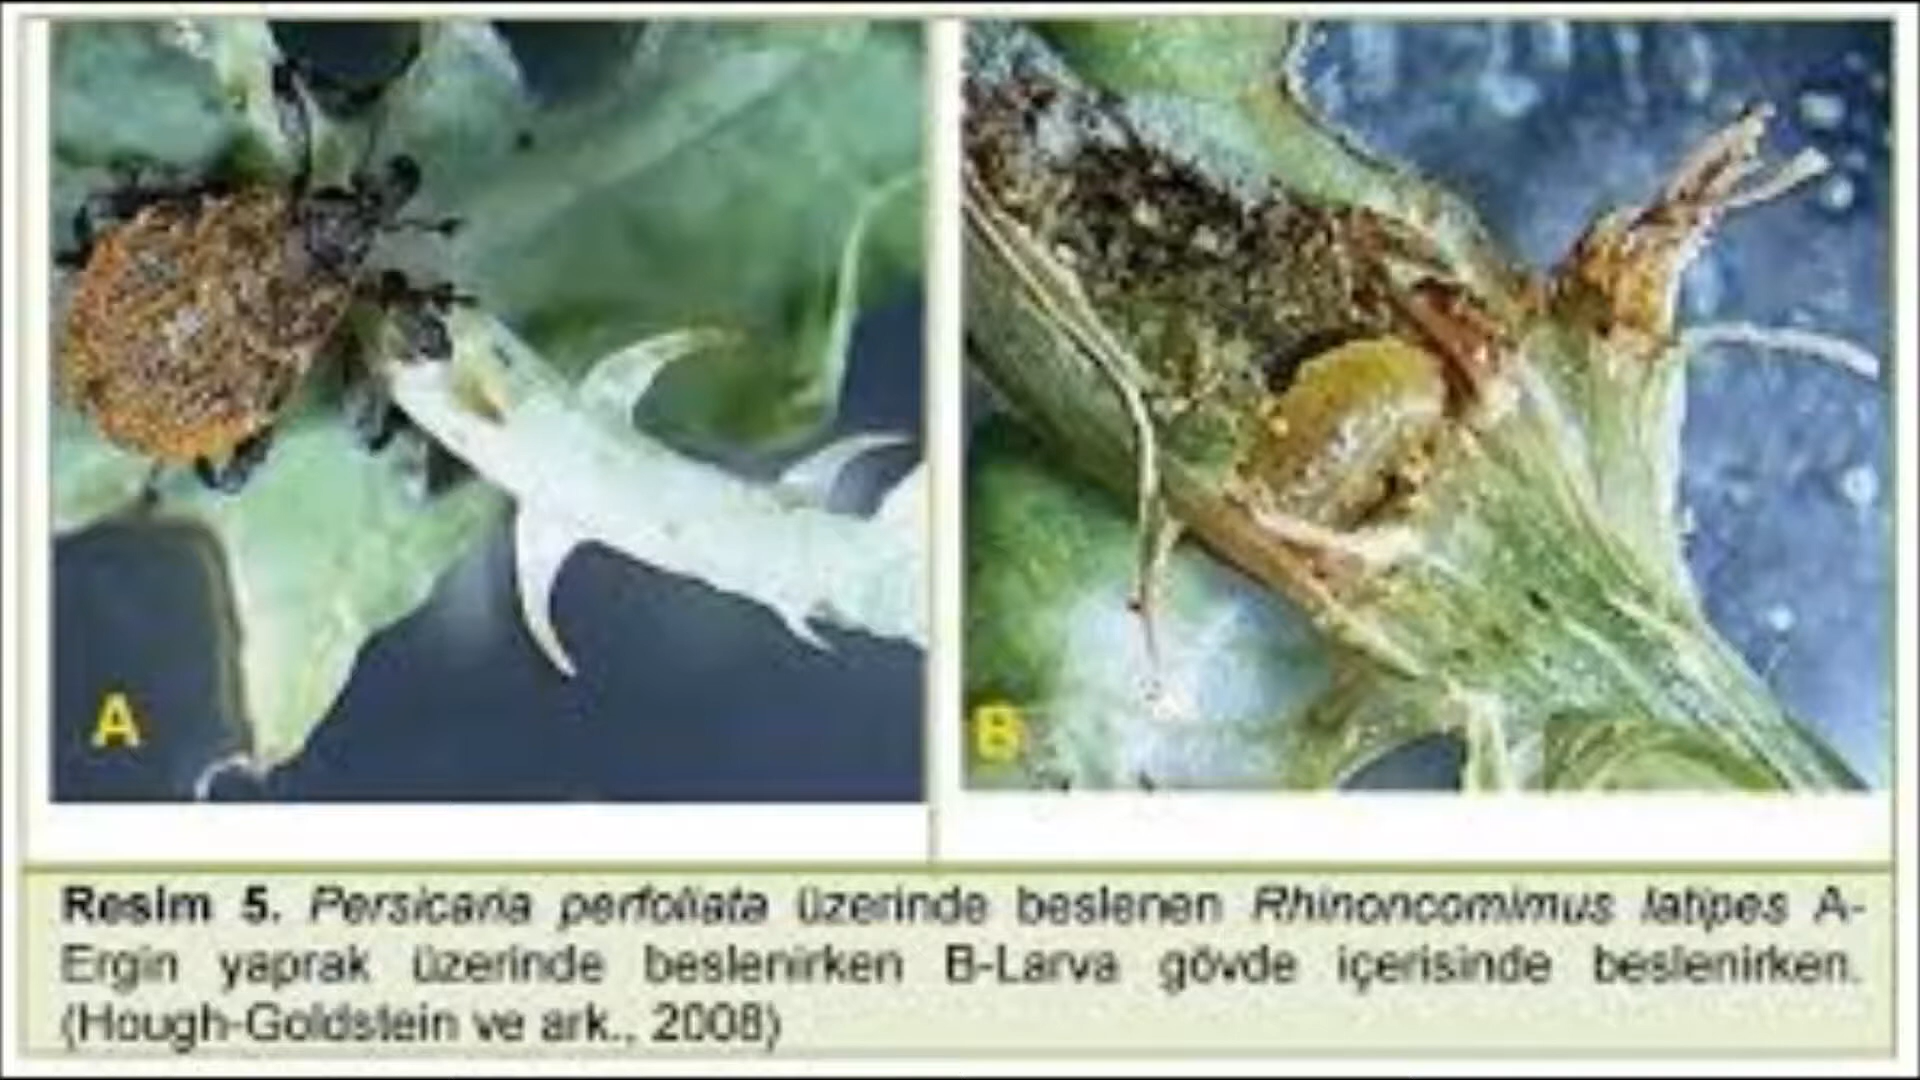 A
B
Resim 5. Persicaria perfoliata üzerinde beslenen Rhinoncomimus latipes A-
Ergin yaprak üzerinde beslenirken B-Larva gövde içerisinde beslenirken.
(Hough-Goldstein ve ark., 2008)